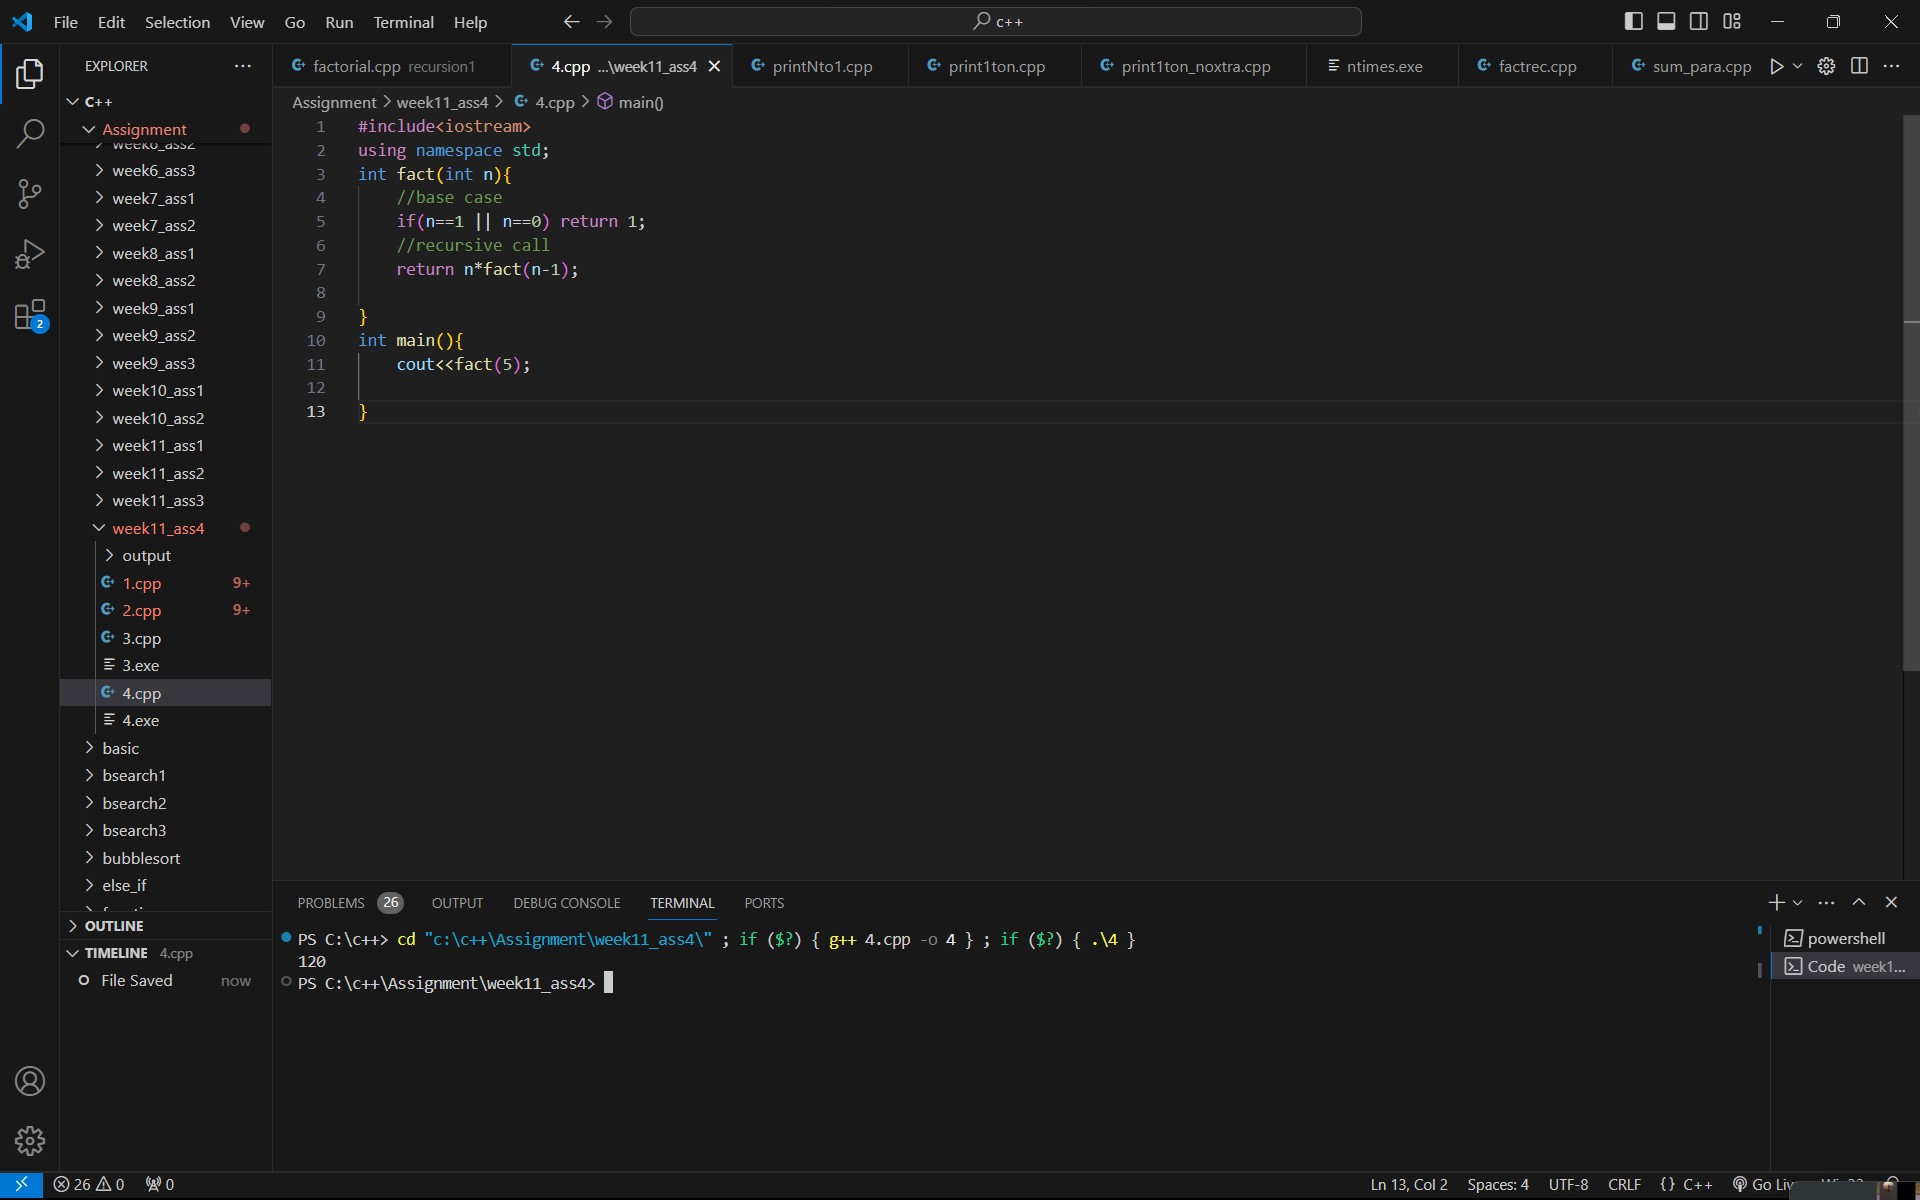 File Edit Selection View Go Run Terminal Help
c++
EXPLORER
C++
Assignment
week6_ass2
week6_ass3
week7_ass1
week7_ass2
week8_ass1
week8_ass2
week9_ass1
week9_ass2
week9_ass3
week10_ass1
week10_ass2
week11_ass1
week11_ass2
week11_ass3
week11_ass4
output
1.cpp 9+
2.cpp 9+
3.cpp
3.exe
4.cpp
4.exe
basic
bsearch1
bsearch2
bsearch3
bubblesort
else_if
OUTLINE
TIMELINE 4.cpp
File Saved now
2
factorial.cpp recursion1 4.cpp ...\week11_ass4 printNto1.cpp print1ton.cpp print1ton_noxtra.cpp ntimes.exe factrec.cpp sum_para.cpp
Assignment > week11_ass4 > 4.cpp > main()
1 #include<iostream>
2 using namespace std;
3 int fact(int n){
4 //base case
5 if(n==1 || n==0) return 1;
6 //recursive call
7 return n*fact(n-1);
8
9 }
10 int main(){
11 cout<<fact(5);
12
13 }
PROBLEMS 26 OUTPUT DEBUG CONSOLE TERMINAL PORTS
PS C:\c++> cd "c:\c++\Assignment\week11_ass4\" ; if ($?) { g++ 4.cpp -o 4 } ; if ($?) { .\4 }
120
PS C:\c++\Assignment\week11_ass4>
powershell
Code week1...
26 0 0
Ln 13, Col 2 Spaces: 4 UTF-8 CRLF {} C++ Go Liv